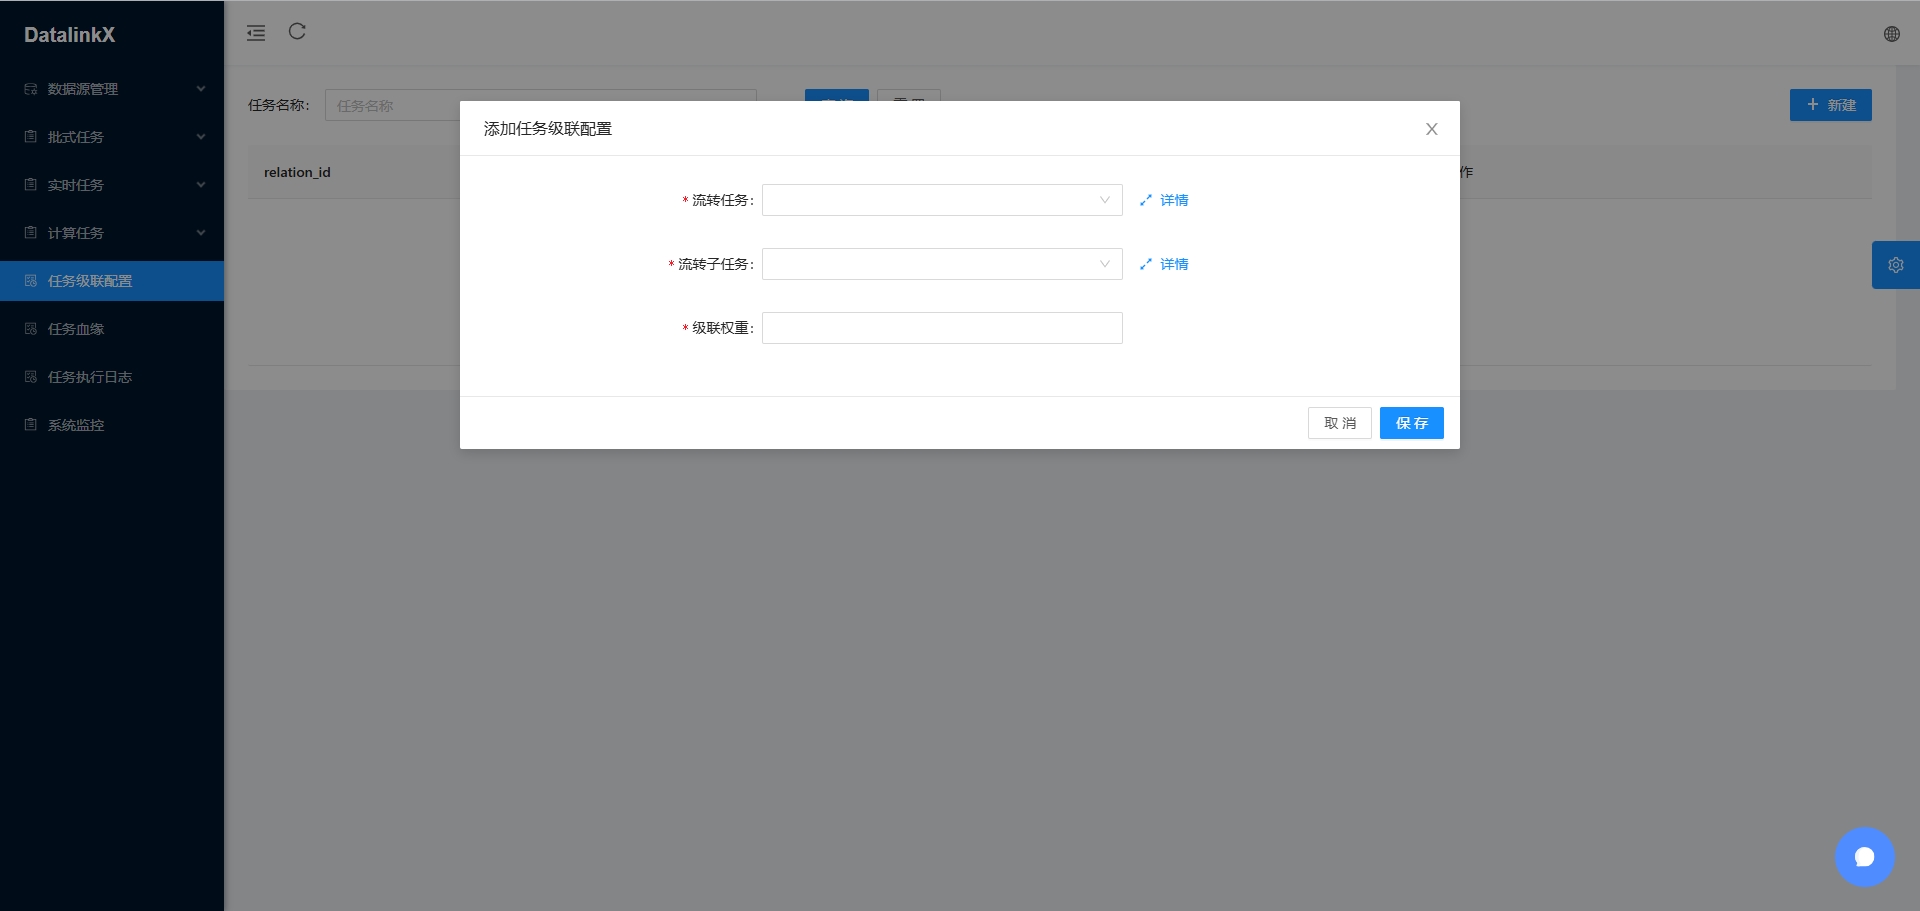 DatalinkX
数据源管理
批式任务
实时任务
计算任务
任务级联配置
任务血缘
任务执行日志
系统监控
任务名称:
任务名称
+ 新建
relation_id
作
添加任务级联配置
* 流转任务:
详情
* 流转子任务:
详情
* 级联权重:
取 消
保 存